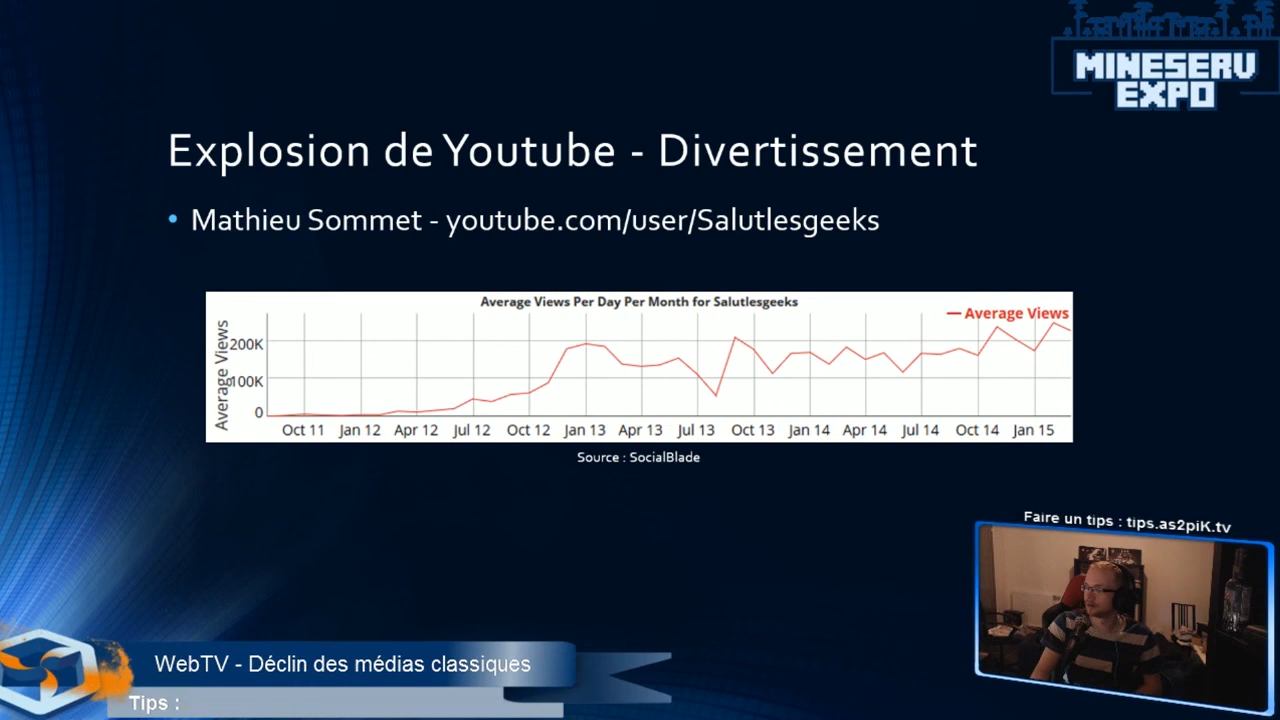 MINESERV
EXPO
Explosion de Youtube - Divertissement
• Mathieu Sommet - youtube.com/user/Salutlesgeeks
Average Views Per Day Per Month for Salutlesgeeks
Average Views
Average Views
200K
100K
0
Oct 11 Jan 12 Apr 12 Jul 12 Oct 12 Jan 13 Apr 13 Jul 13 Oct 13 Jan 14 Apr 14 Jul 14 Oct 14 Jan 15
Source : SocialBlade
Faire un tips : tips.as2piK.tv
WebTV - Déclin des médias classiques
Tips :